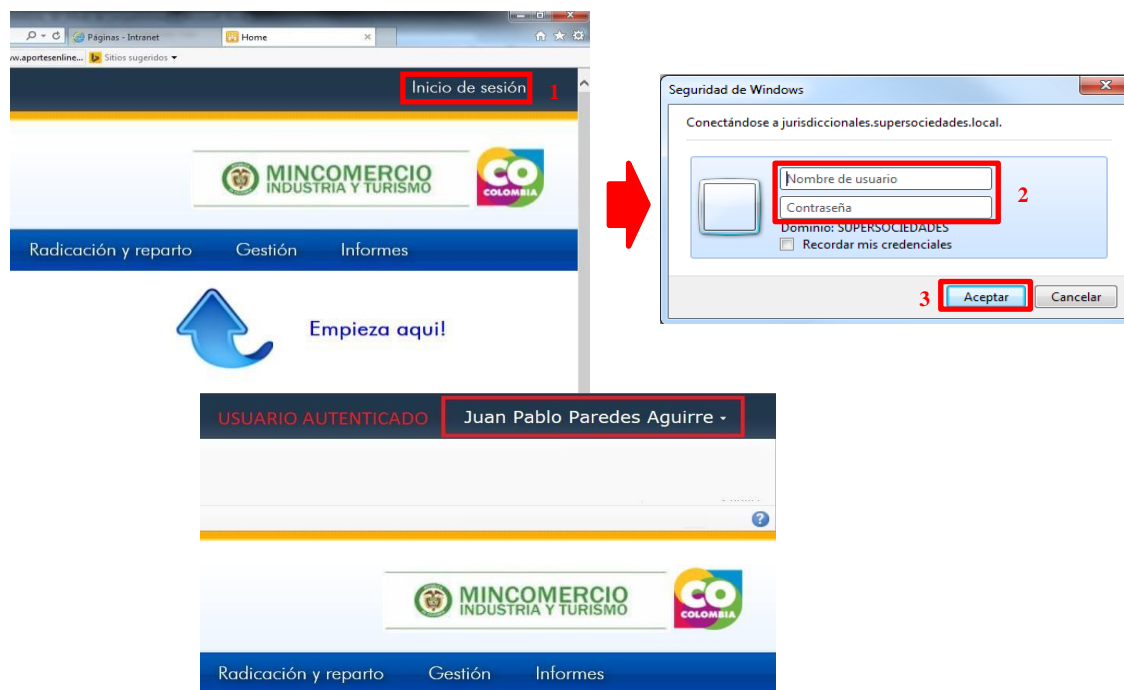 Páginas - Intranet
Home
w.aportesenline...
Sitios sugeridos
Inicio de sesión
1
MINCOMERCIO
INDUSTRIA Y TURISMO
CO
COLOMBIA
Radicación y reparto Gestión Informes
Empieza aqui!
Seguridad de Windows
Conectándose a jurisdiccionales.supersociedades.local.
Nombre de usuario
Contraseña
2
Dominio: SUPERSOCIEDADES
Recordar mis credenciales
3
Aceptar
Cancelar
USUARIO AUTENTICADO
Juan Pablo Paredes Aguirre
MINCOMERCIO
INDUSTRIA Y TURISMO
CO
COLOMBIA
Radicación y reparto Gestión Informes